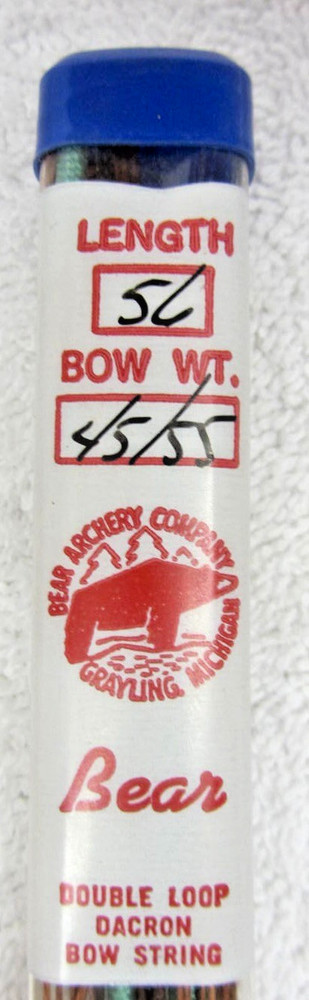 LENGTH
56
BOW WT.
45/55
BEAR ARCHERY COMPANY
GRAYLING, MICHIGAN
Bear
DOUBLE LOOP
DACRON
BOW STRING